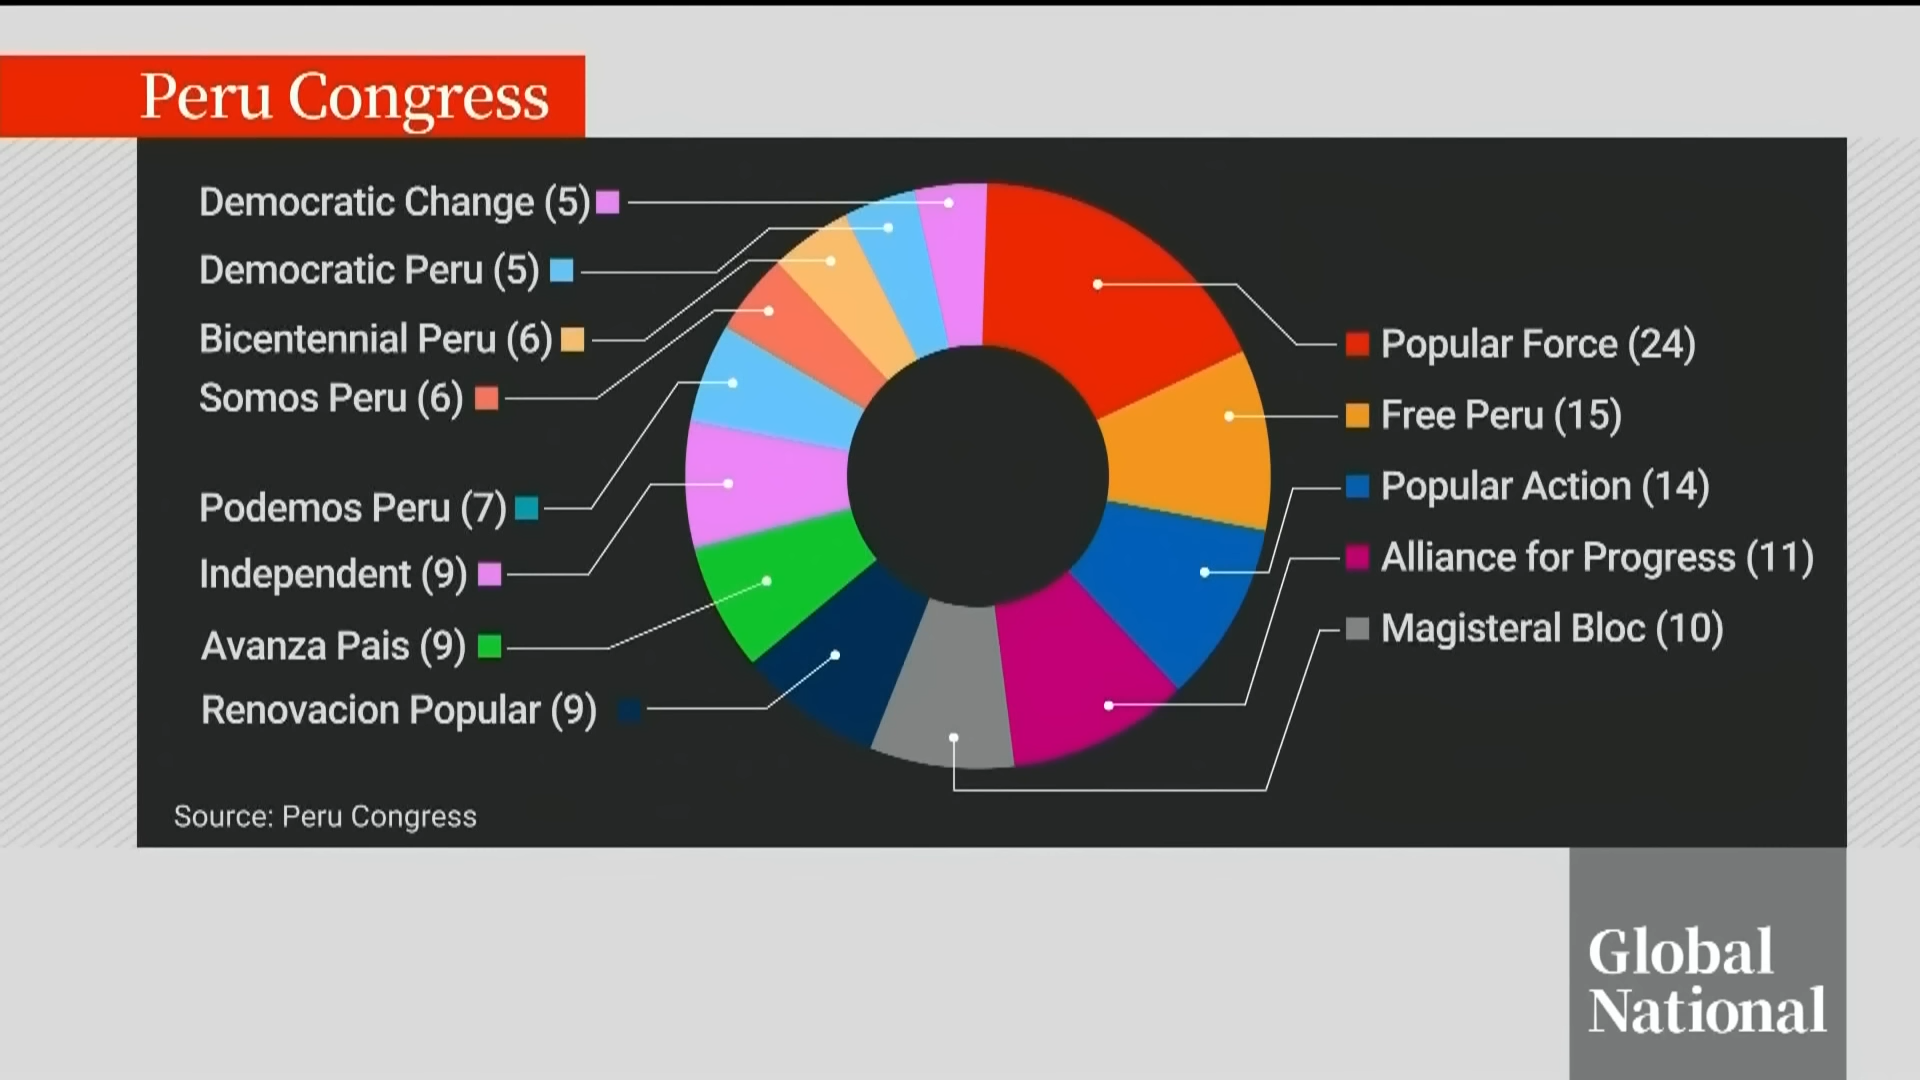 Peru Congress
Democratic Change (5)
Democratic Peru (5)
Bicentennial Peru (6)
Somos Peru (6)
Podemos Peru (7)
Independent (9)
Avanza Pais (9)
Renovacion Popular (9)
Popular Force (24)
Free Peru (15)
Popular Action (14)
Alliance for Progress (11)
Magisteral Bloc (10)
Source: Peru Congress
Global
National